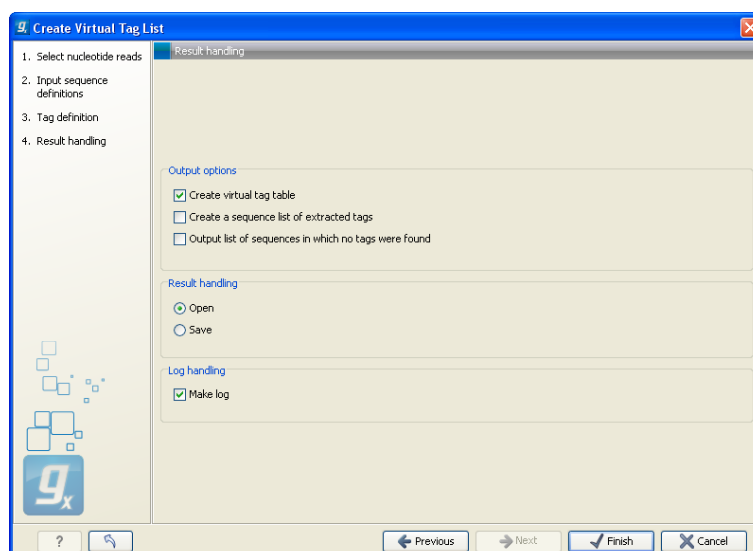 Create Virtual Tag List
1. Select nucleotide reads
2. Input sequence
definitions
3. Tag definition
4. Result handling
Result handling
Output options
Create virtual tag table
Create a sequence list of extracted tags
Output list of sequences in which no tags were found
Result handling
Open
Save
Log handling
Make log
gx
?
Previous
Next
Finish
Cancel